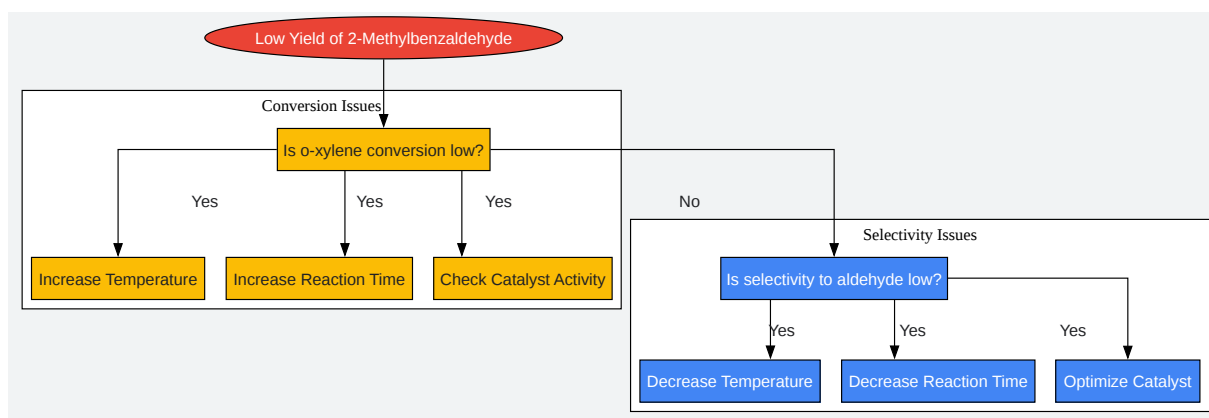 Low Yield of 2-Methylbenzaldehyde
Conversion Issues
Is o-xylene conversion low?
Yes
Yes
Yes
No
Increase Temperature
Increase Reaction Time
Check Catalyst Activity
Selectivity Issues
Is selectivity to aldehyde low?
Yes
Yes
Yes
Decrease Temperature
Decrease Reaction Time
Optimize Catalyst